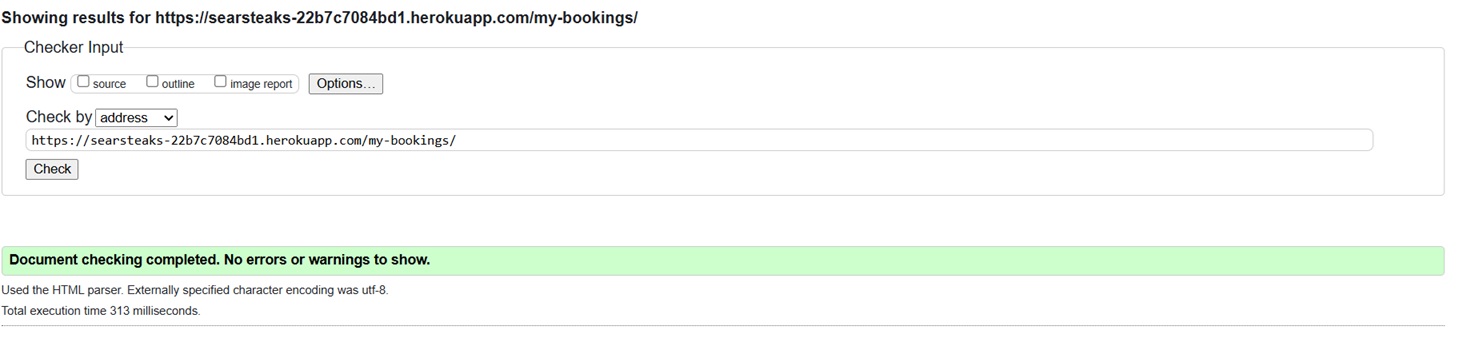 Showing results for https://searsteaks-22b7c7084bd1.herokuapp.com/my-bookings/
Checker Input
Show source outline image report Options...
Check by address
https://searsteaks-22b7c7084bd1.herokuapp.com/my-bookings/
Check
Document checking completed. No errors or warnings to show.
Used the HTML parser. Externally specified character encoding was utf-8.
Total execution time 313 milliseconds.